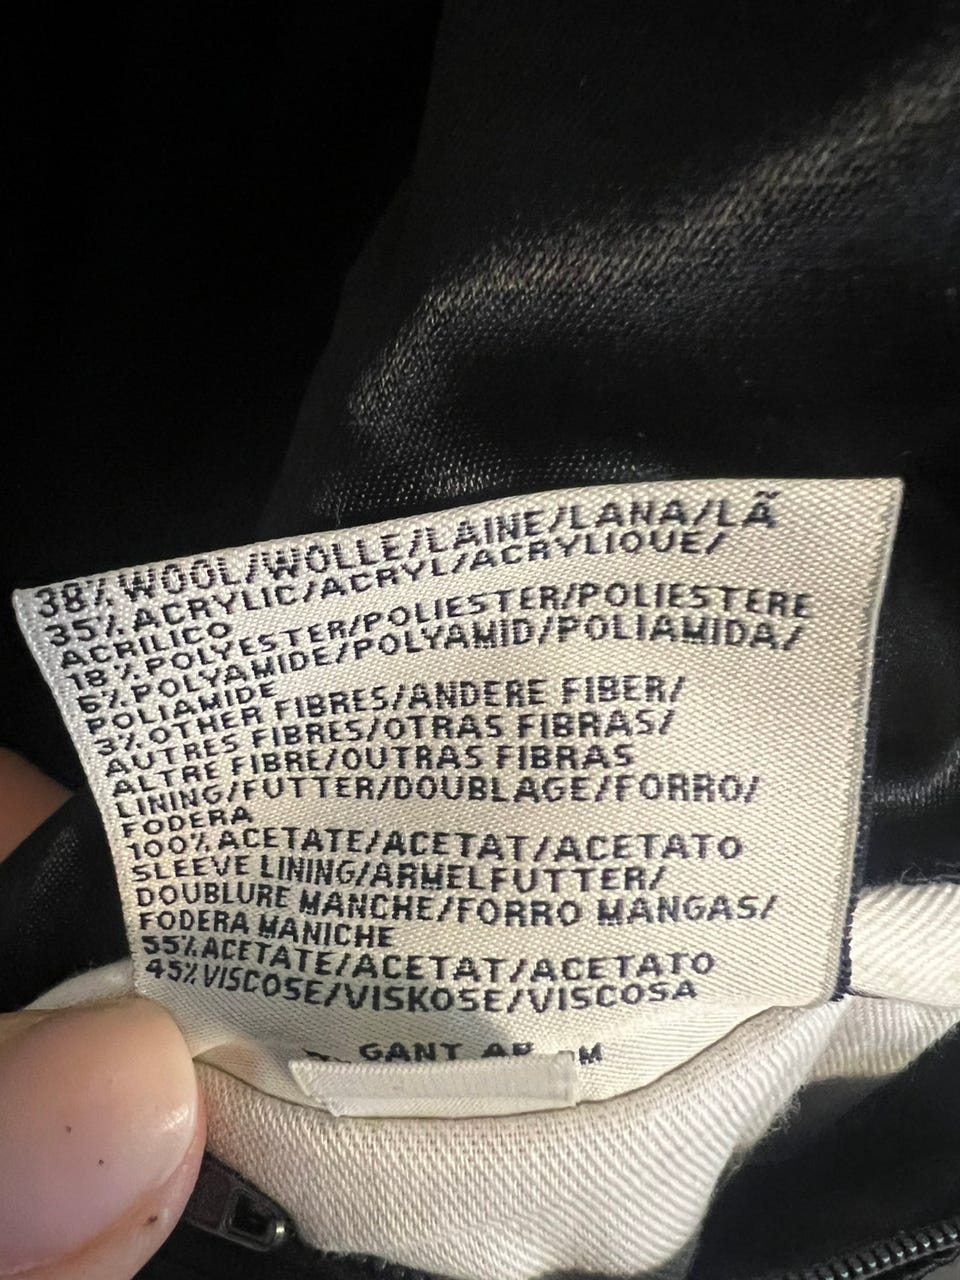 38% WOOL/WOLLE/LAINE/LANA/LÃ
35% ACRYLIC/ACRYL/ACRYLIQUE/
ACRILICO
18% POLYESTER/POLIESTER/POLIESTERE
6% POLYAMIDE/POLYAMID/POLIAMIDA/
POLIAMIDE
3% OTHER FIBRES/ANDERE FIBER/
AUTRES FIBRES/OTRAS FIBRAS/
ALTRE FIBRE/OUTRAS FIBRAS
LINING/FUTTER/DOUBLAGE/FORRO/
FODERA
100% ACETATE/ACETAT/ACETATO
SLEEVE LINING/ARMELFUTTER/
DOUBLURE MANCHE/FORRO MANGAS/
FODERA MANICHE
55% ACETATE/ACETAT/ACETATO
45% VISCOSE/VISKOSE/VISCOSA
GANT